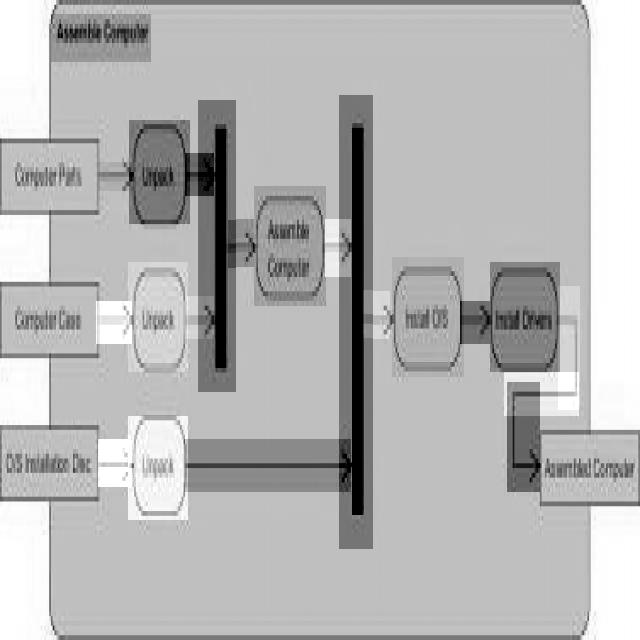 Assemble Computer
Computer Parts
Unpack
Assemble
Computer
Computer Case
Unpack
Install O/S
Install Drivers
O/S Installation Disc
Unpack
Assembled Computer